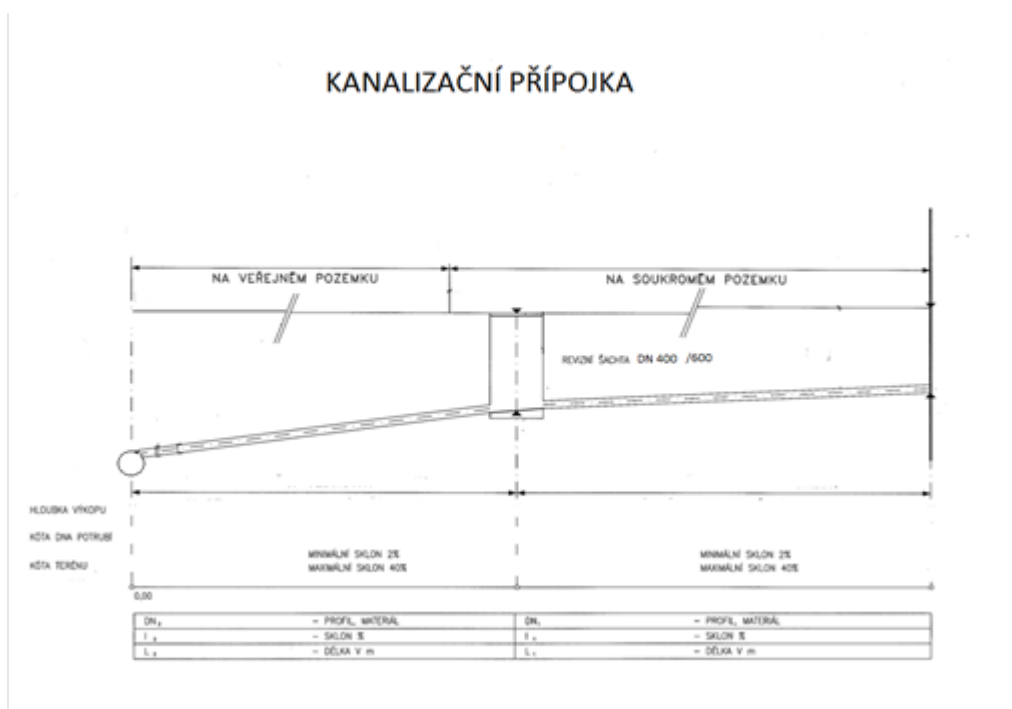 KANALIZAČNÍ PŘÍPOJKA
NA VEŘEJNÉM POZEMKU
NA SOUKROMÉM POZEMKU
REVIZNÍ ŠACHTA DN 400 /600
HLOUBKA VÝKOPU
KÓTA DNA POTRUBÍ
KÓTA TERÉNU
MINIMÁLNÍ SKLON 2%
MAXIMÁLNÍ SKLON 40%
MINIMÁLNÍ SKLON 2%
MAXIMÁLNÍ SKLON 40%
0,00
DN - PROFIL, MATERIÁL DN - PROFIL, MATERIÁL
I - SKLON % I - SKLON %
L - DÉLKA V m L - DÉLKA V m